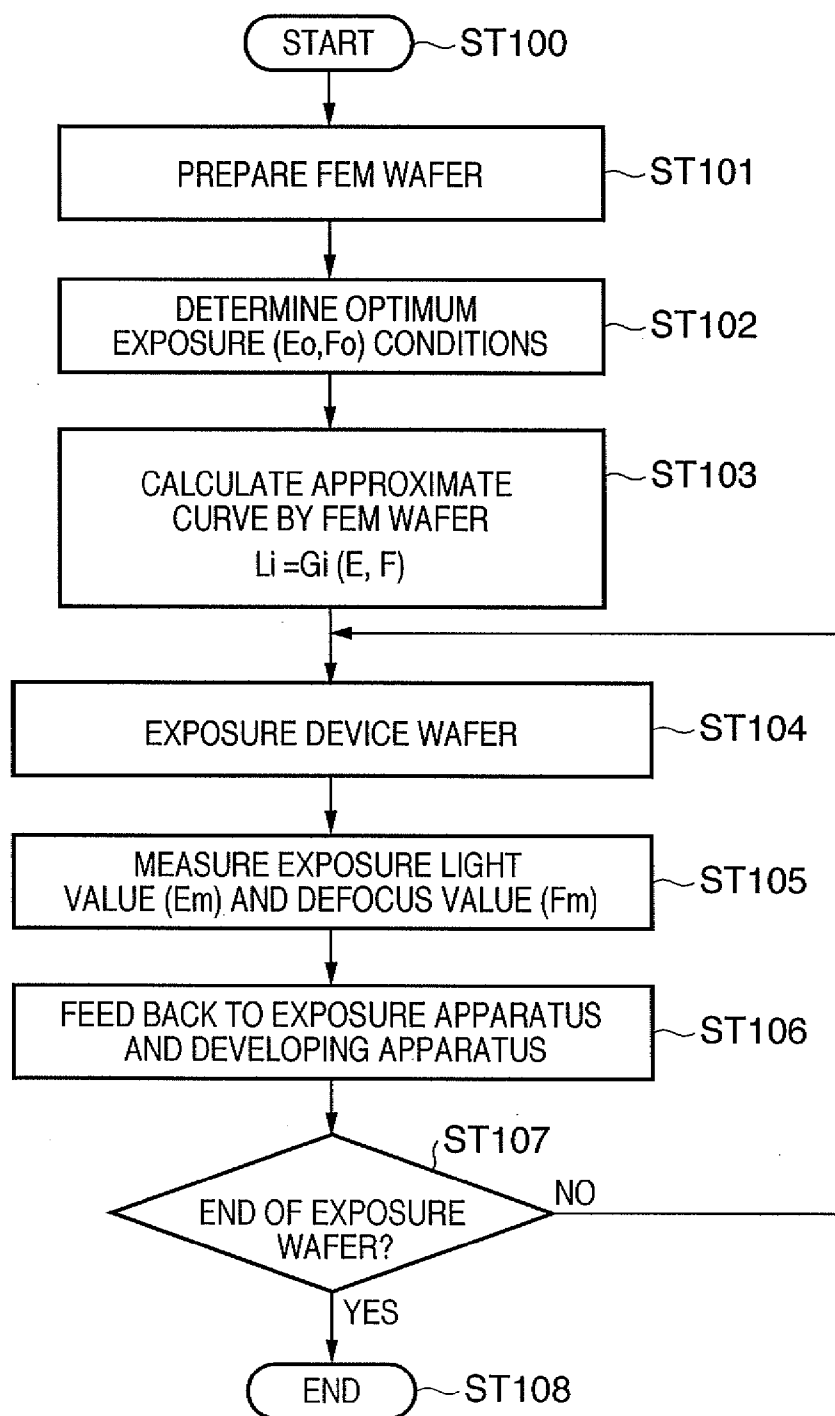 START
ST100
PREPARE FEM WAFER
ST101
DETERMINE OPTIMUM
EXPOSURE (Eo,Fo) CONDITIONS
ST102
CALCULATE APPROXIMATE
CURVE BY FEM WAFER
Li =Gi (E, F)
ST103
EXPOSURE DEVICE WAFER
ST104
MEASURE EXPOSURE LIGHT
VALUE (Em) AND DEFOCUS VALUE (Fm)
ST105
FEED BACK TO EXPOSURE APPARATUS
AND DEVELOPING APPARATUS
ST106
ST107
END OF EXPOSURE
WAFER?
NO
YES
END
ST108